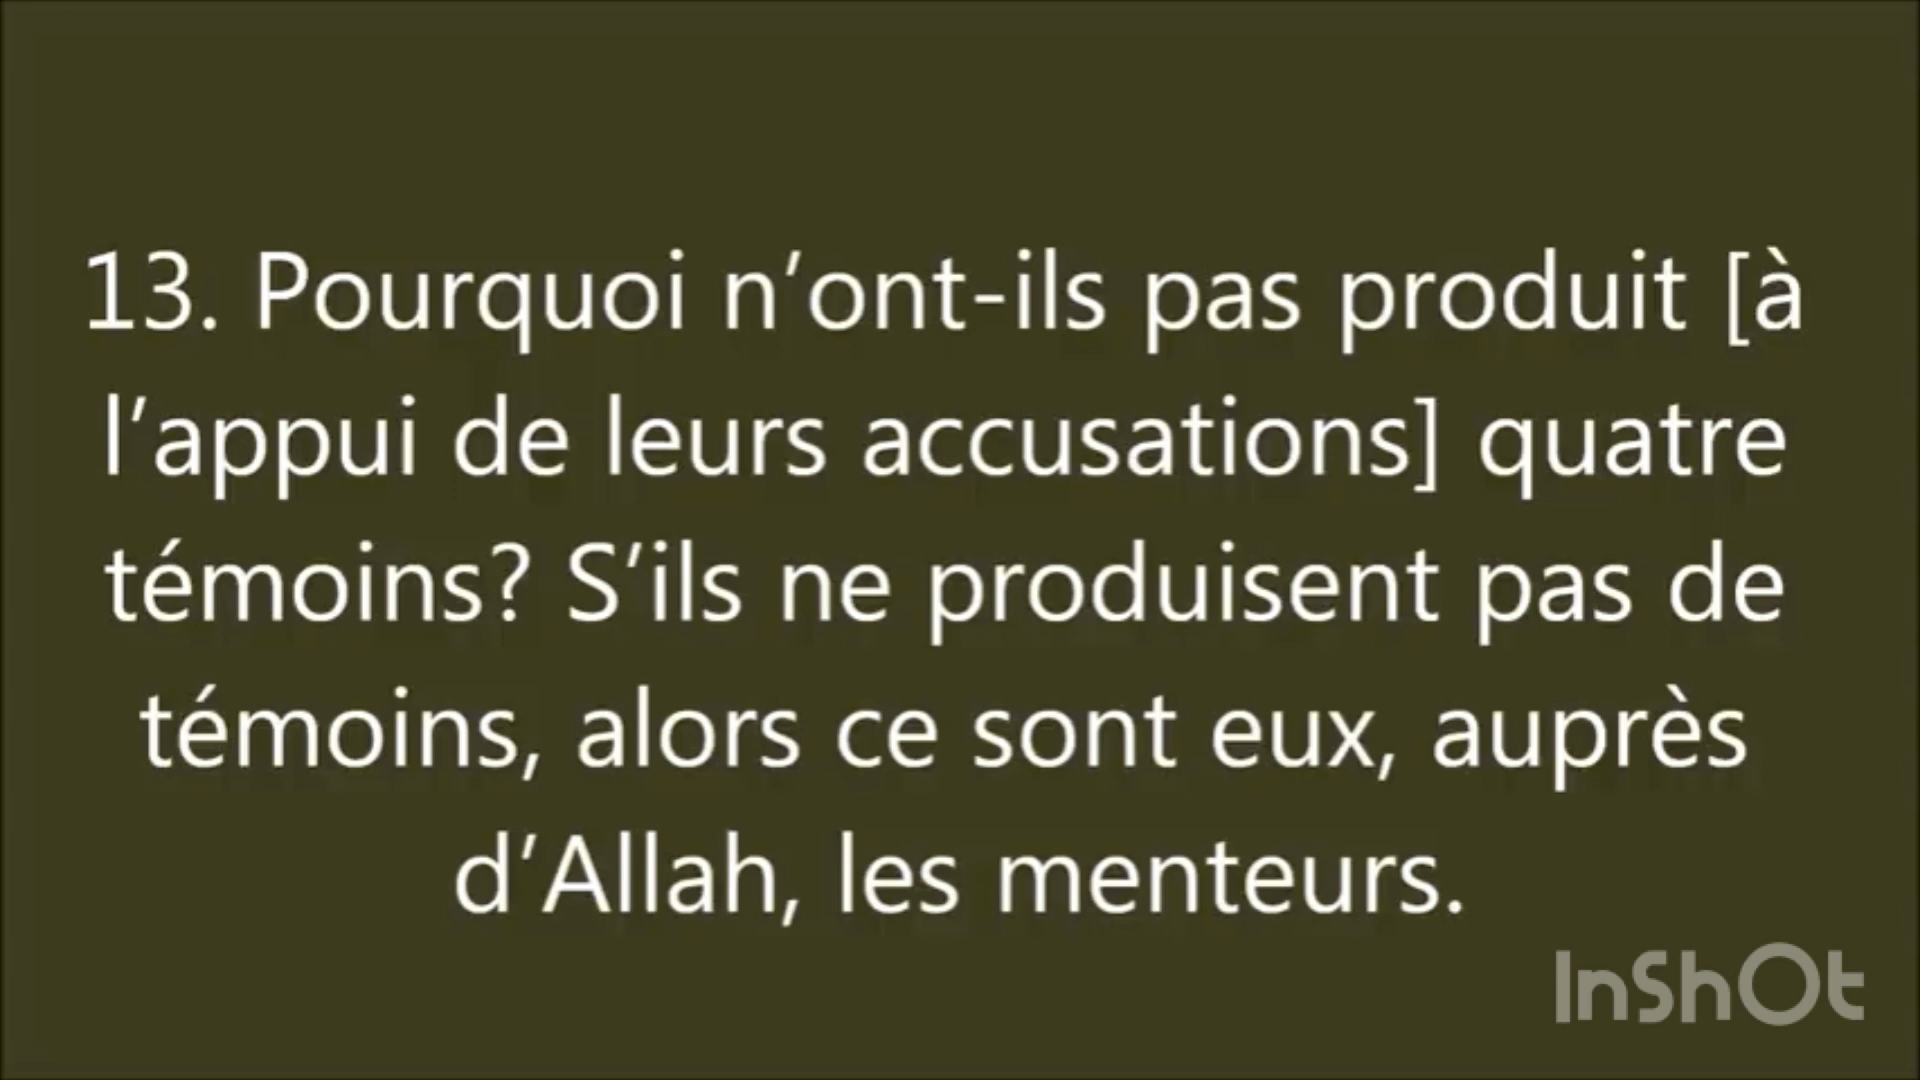 13. Pourquoi n’ont-ils pas produit [à
l’appui de leurs accusations] quatre
témoins? S’ils ne produisent pas de
témoins, alors ce sont eux, auprès
d’Allah, les menteurs.
InShOt